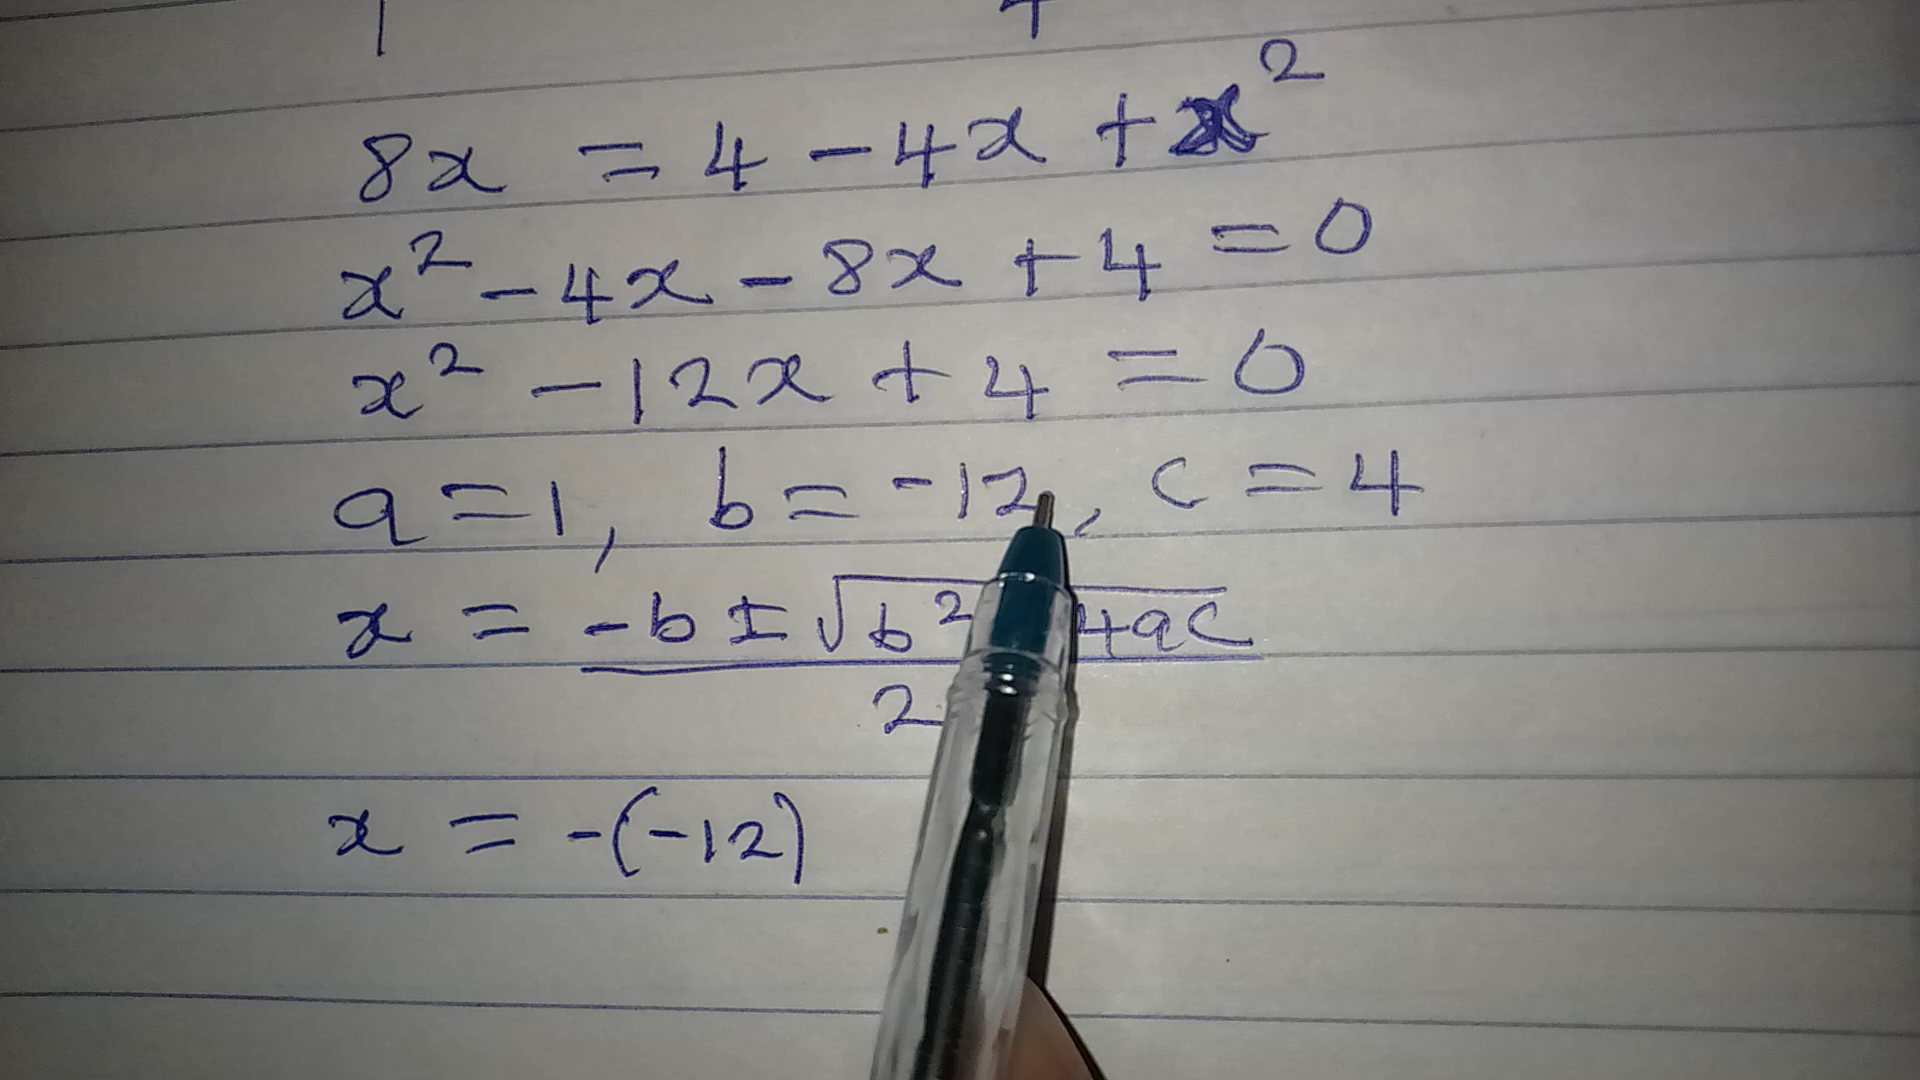 8x = 4 - 4x + x²
x² - 4x - 8x + 4 = 0
x² - 12x + 4 = 0
a = 1, b = -12, c = 4
x = -b ± √b² 4ac
2
x = -(-12)